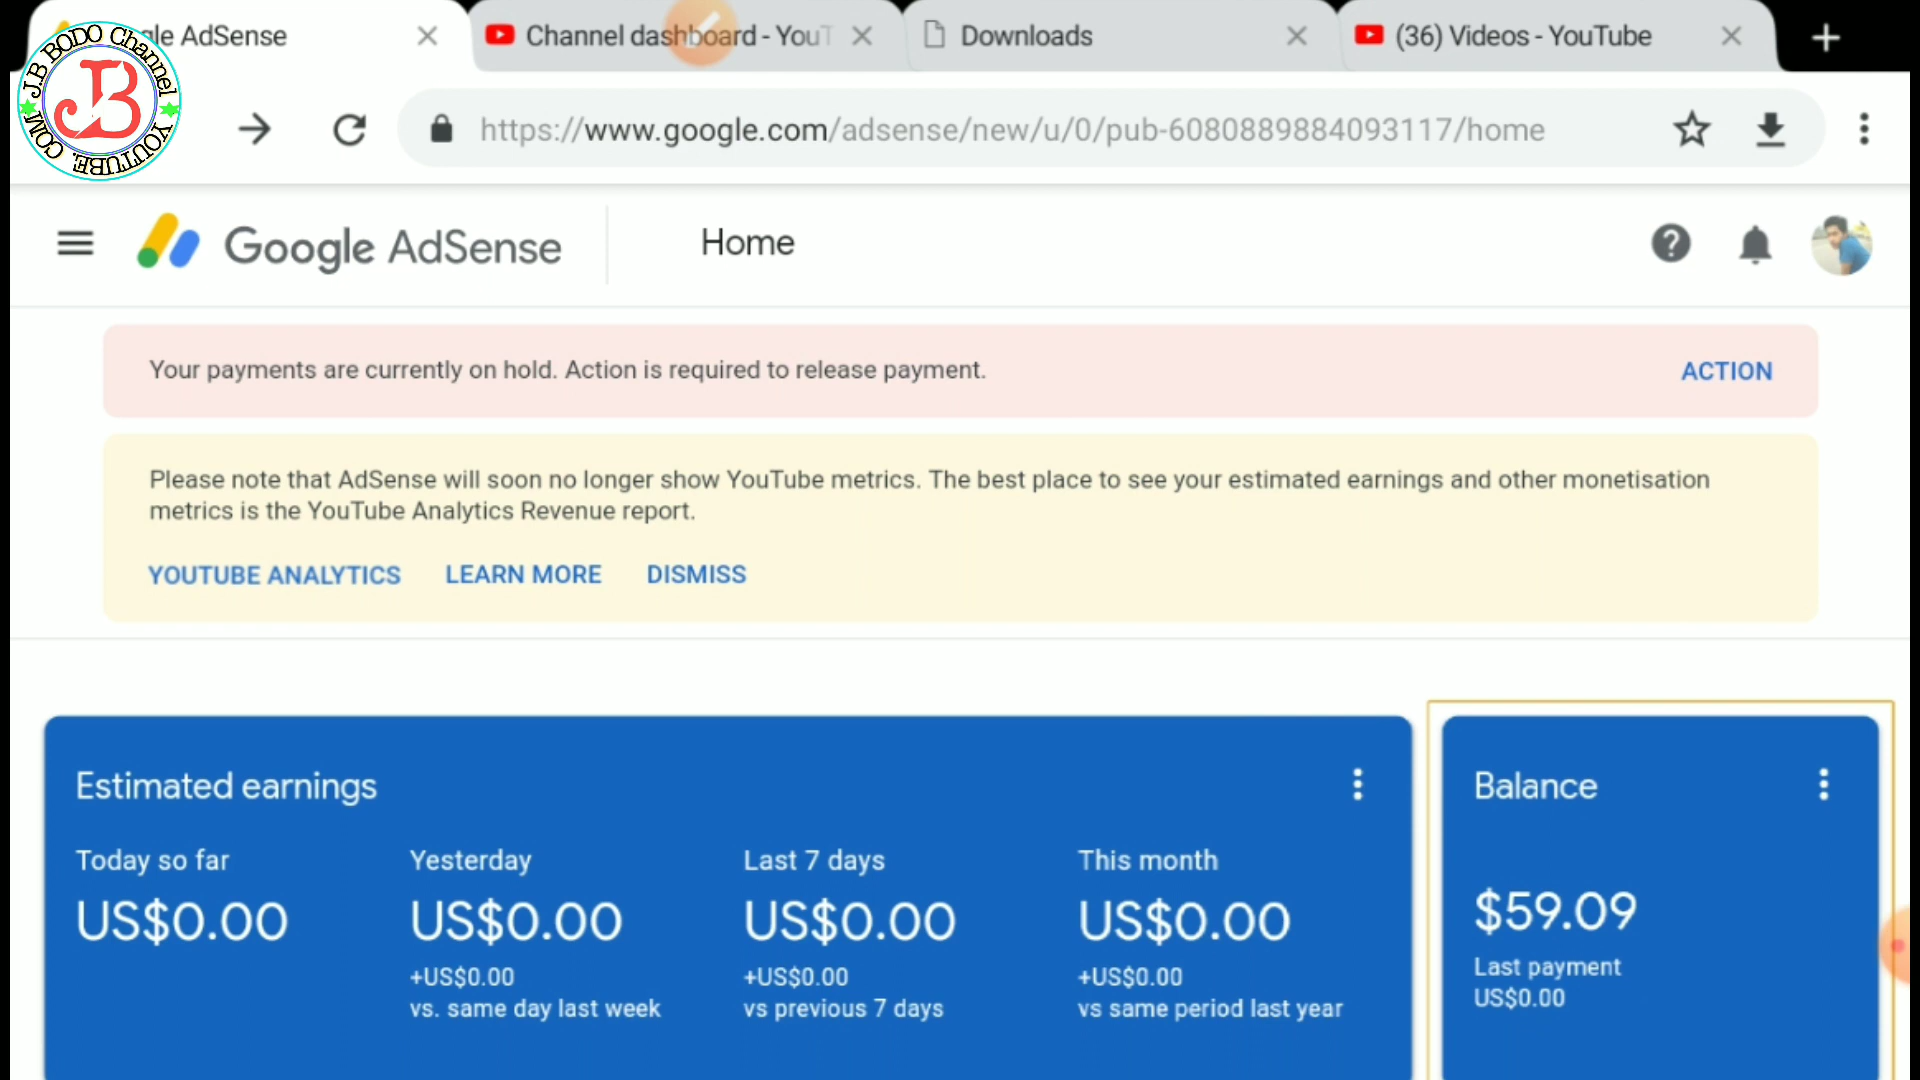 gle AdSense
Channel dashboard - YouT
Downloads
(36) Videos - YouTube
J.B BODO Channel
JB
YOUTUBE. COM
https://www.google.com/adsense/new/u/0/pub-6080889884093117/home
Google AdSense
Home
Your payments are currently on hold. Action is required to release payment.
ACTION
Please note that AdSense will soon no longer show YouTube metrics. The best place to see your estimated earnings and other monetisation
metrics is the YouTube Analytics Revenue report.
YOUTUBE ANALYTICS LEARN MORE DISMISS
Estimated earnings
Today so far
US$0.00
Yesterday
US$0.00
+US$0.00
vs. same day last week
Last 7 days
US$0.00
+US$0.00
vs previous 7 days
This month
US$0.00
+US$0.00
vs same period last year
Balance
$59.09
Last payment
US$0.00